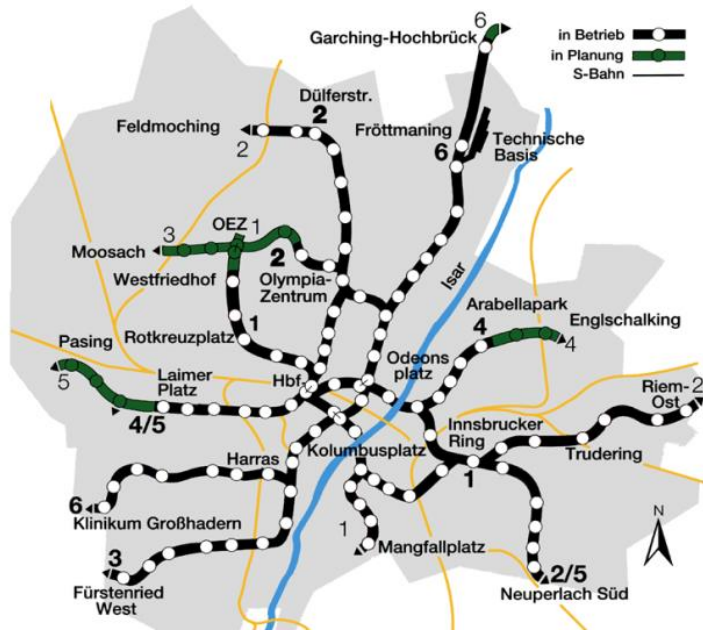 6
Garching-Hochbrück
in Betrieb
in Planung
S-Bahn
Dülferstr.
2
Feldmoching
2
Fröttmaning
6
Technische
Basis
OEZ
3
1
Moosach
2
Westfriedhof
Olympia-
Zentrum
Isar
Arabellapark
Englschalking
4
4
Rotkreuzplatz
1
Pasing
5
Laimer
Platz
Hbf
Odeons
platz
4/5
Riem-
Ost
2
Innsbrucker
Ring
Trudering
1
Harras
Kolumbusplatz
6
Klinikum Großhadern
1
Mangfallplatz
N
3
Fürstenried
West
2/5
Neuperlach Süd